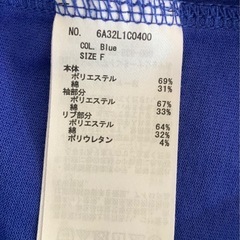 NO. 6A32L1C0400
COL. Blue
SIZE F
本体
ポリエステル 69%
綿 31%
袖部分
ポリエステル 67%
綿 33%
リブ部分
ポリエステル 64%
綿 32%
ポリウレタン 4%